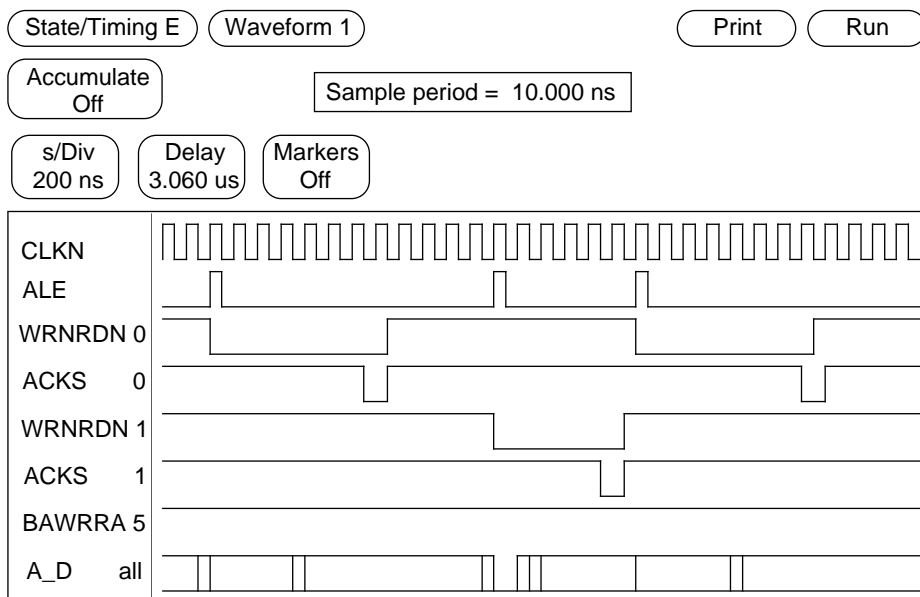 State/Timing E Waveform 1 Print Run
Accumulate
Off
Sample period = 10.000 ns
s/Div
200 ns
Delay
3.060 us
Markers
Off
CLKN
ALE
WRNRDN 0
ACKS 0
WRNRDN 1
ACKS 1
BAWRRA 5
A_D all